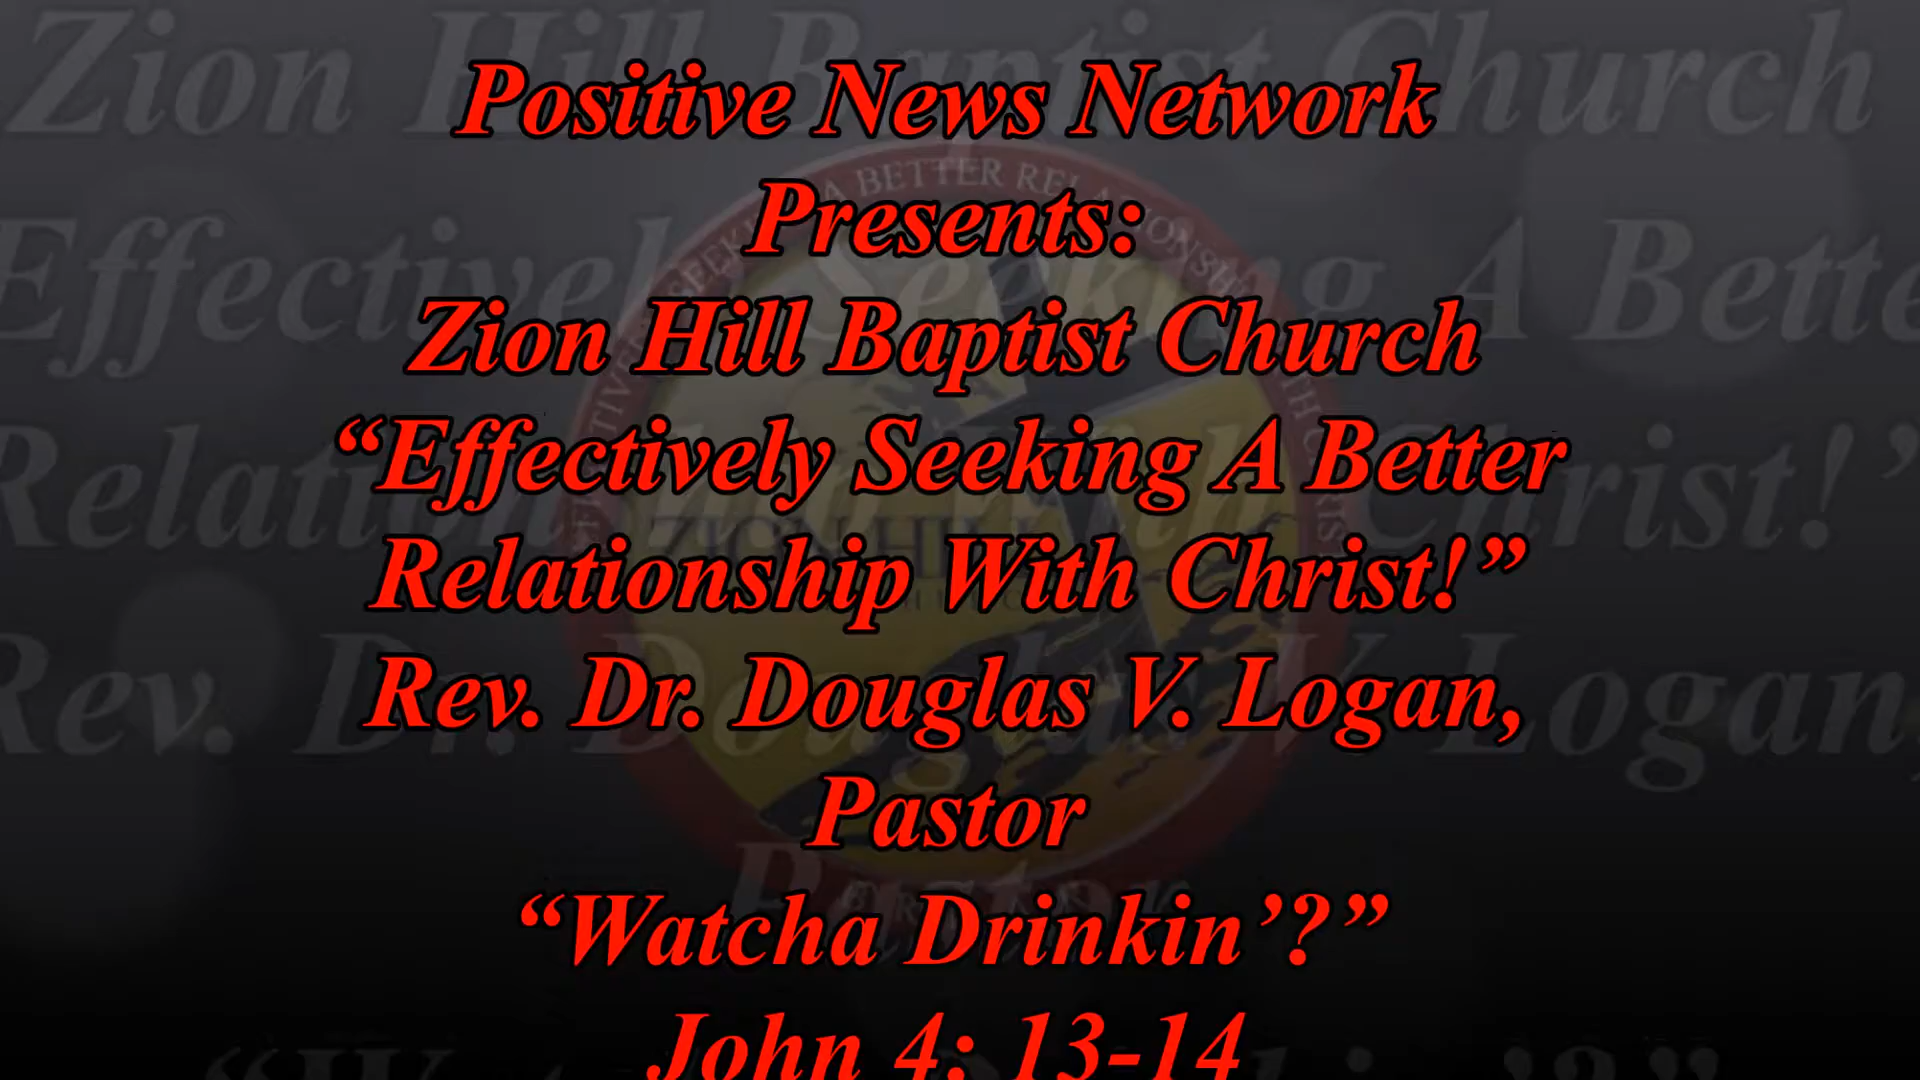 Positive News Network
Presents:
Zion Hill Baptist Church
“Effectively Seeking A Better
Relationship With Christ!”
Rev. Dr. Douglas V. Logan,
Pastor
“Watcha Drinkin’?”
John 4: 13-14